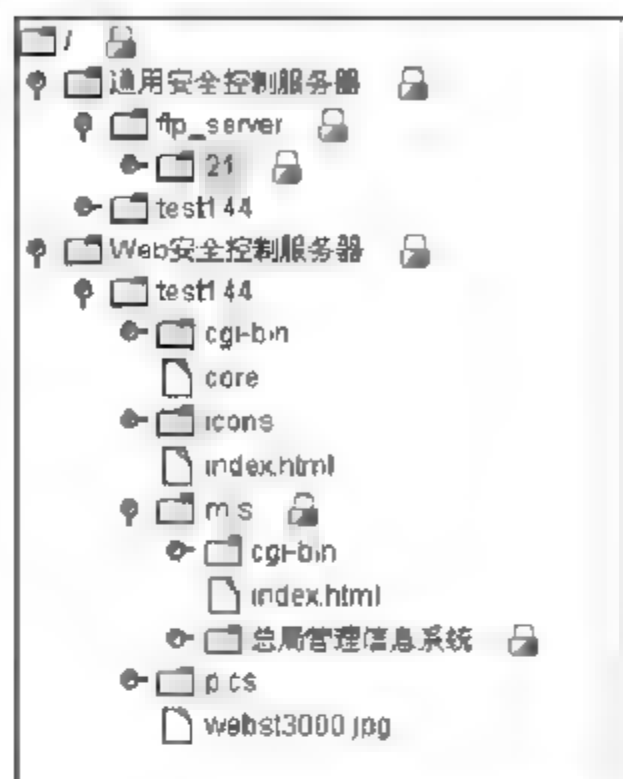 /
通用安全控制服务器
ftp_server
21
test144
Web安全控制服务器
test144
cgi-bin
core
icons
index.html
mis
cgi-bin
index.html
总局管理信息系统
pics
webst3000.jpg